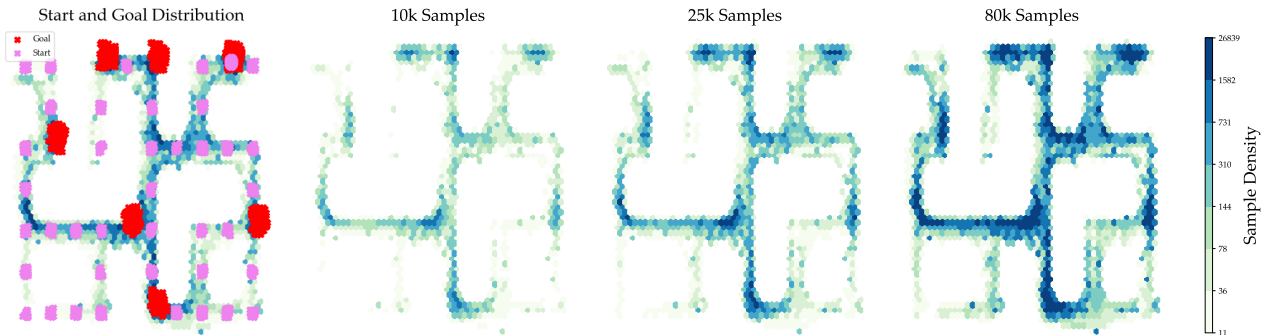 Start and Goal Distribution
10k Samples
25k Samples
80k Samples
Goal
Start
26839
1582
731
310
144
78
36
11
Sample Density